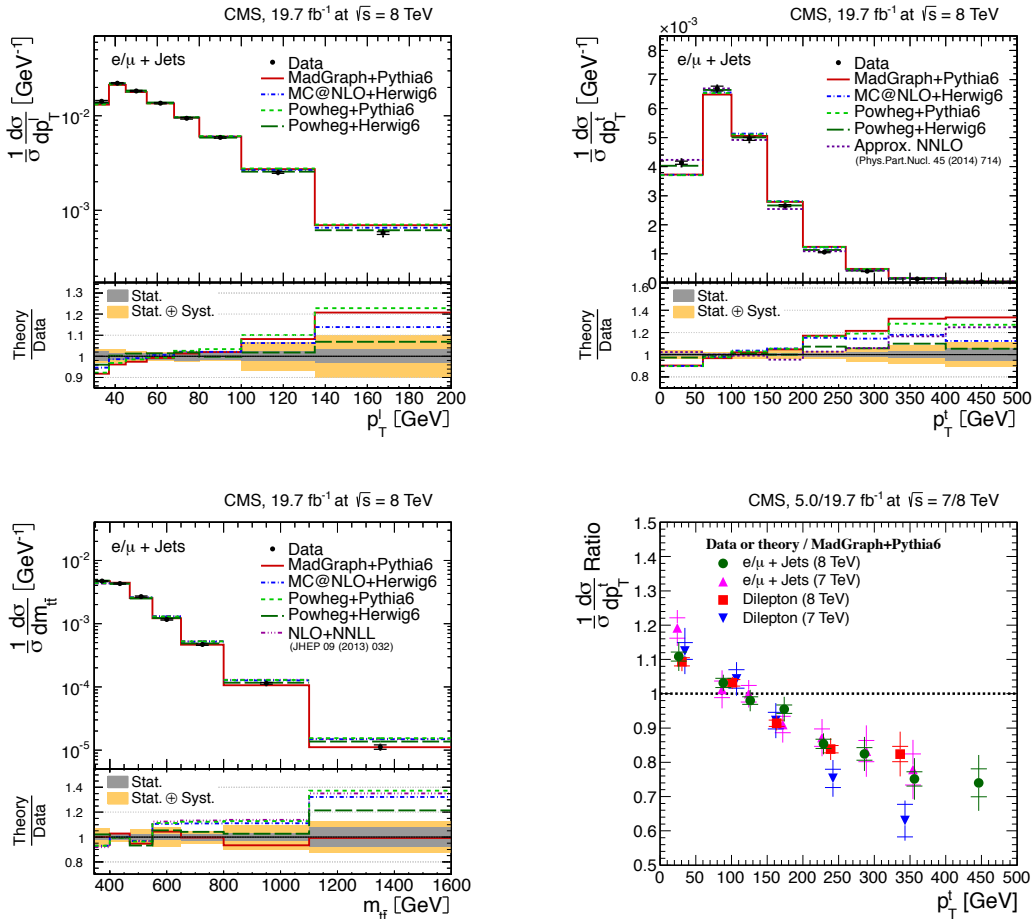 CMS, 19.7 fb⁻¹ at √s = 8 TeV
e/μ + Jets
Data
MadGraph+Pythia6
MC@NLO+Herwig6
Powheg+Pythia6
Powheg+Herwig6
1/σ dσ/dp_T^l [GeV⁻¹]
10⁻²
10⁻³
Stat.
Stat. ⊕ Syst.
Theory/Data
1.3
1.2
1.1
1
0.9
40 60 80 100 120 140 160 180 200
p_T^l [GeV]
CMS, 19.7 fb⁻¹ at √s = 8 TeV
×10⁻³
e/μ + Jets
Data
MadGraph+Pythia6
MC@NLO+Herwig6
Powheg+Pythia6
Powheg+Herwig6
Approx. NNLO
(Phys.Part.Nucl. 45 (2014) 714)
1/σ dσ/dp_T^t [GeV⁻¹]
8
7
6
5
4
3
2
1
0
Stat.
Stat. ⊕ Syst.
Theory/Data
1.6
1.4
1.2
1
0.8
0 50 100 150 200 250 300 350 400 450 500
p_T^t [GeV]
CMS, 19.7 fb⁻¹ at √s = 8 TeV
e/μ + Jets
Data
MadGraph+Pythia6
MC@NLO+Herwig6
Powheg+Pythia6
Powheg+Herwig6
NLO+NNLL
(JHEP 09 (2013) 032)
1/σ dσ/dm_tt̄ [GeV⁻¹]
10⁻²
10⁻³
10⁻⁴
10⁻⁵
Stat.
Stat. ⊕ Syst.
Theory/Data
1.4
1.2
1
0.8
400 600 800 1000 1200 1400 1600
m_tt̄ [GeV]
CMS, 5.0/19.7 fb⁻¹ at √s = 7/8 TeV
Data or theory / MadGraph+Pythia6
e/μ + Jets (8 TeV)
e/μ + Jets (7 TeV)
Dilepton (8 TeV)
Dilepton (7 TeV)
1/σ dσ/dp_T^t Ratio
1.5
1.4
1.3
1.2
1.1
1
0.9
0.8
0.7
0.6
0.5
0 50 100 150 200 250 300 350 400 450 500
p_T^t [GeV]